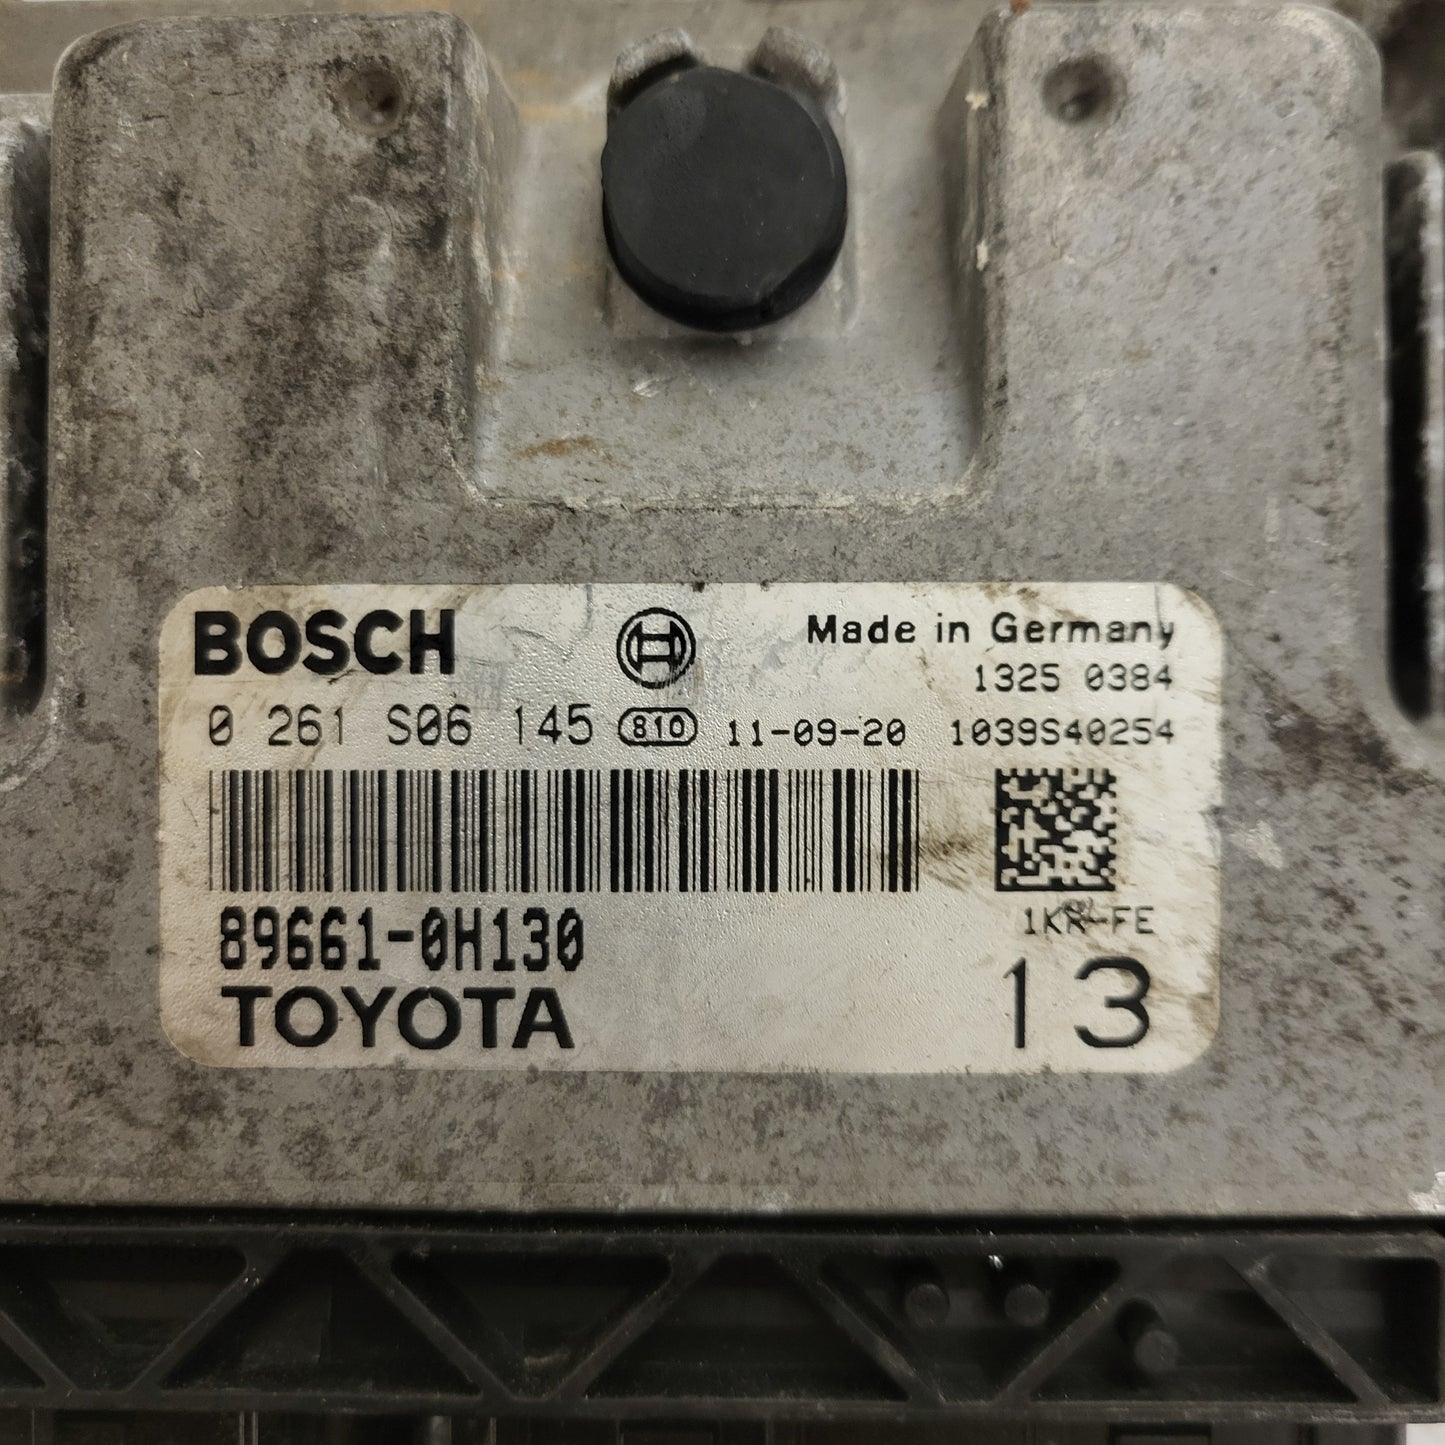 BOSCH Made in Germany
1325 0384
0 261 S06 145 810 11-09-20 1039S40254
89661-0H130 1KR-FE
TOYOTA 13